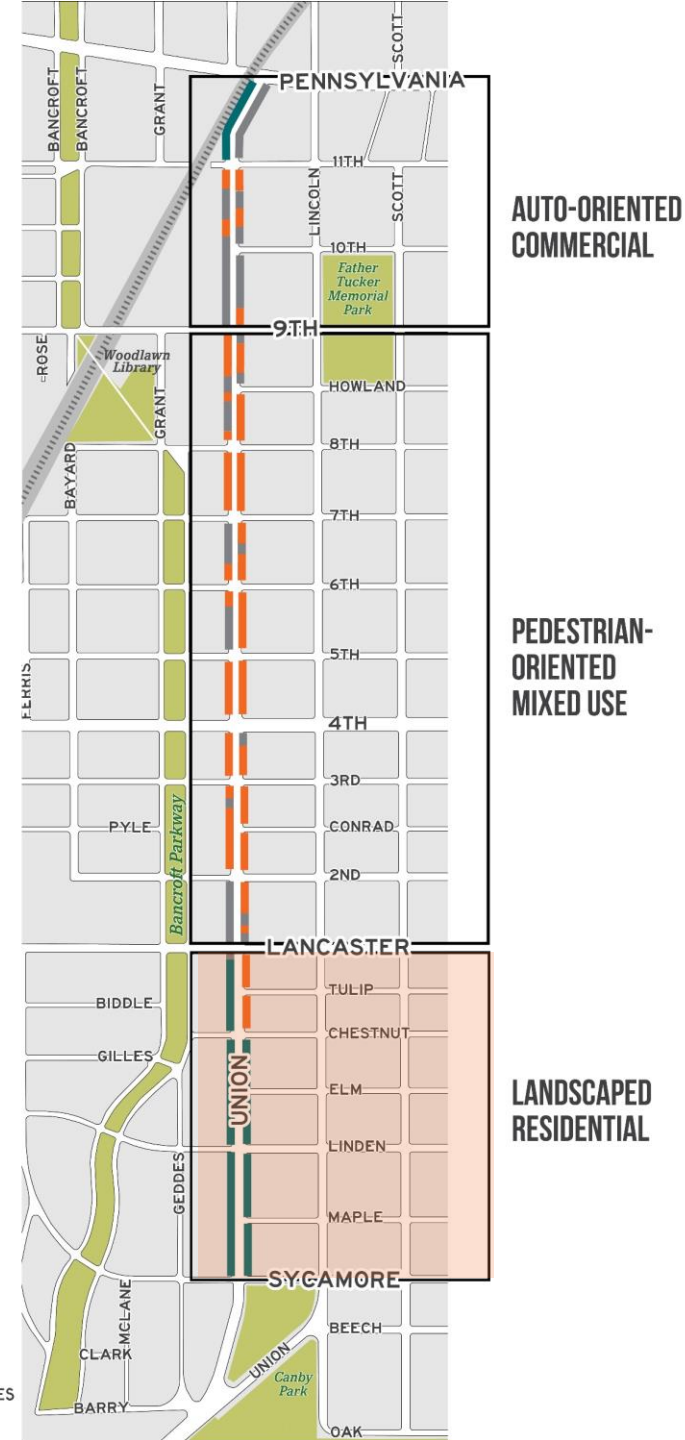 SCOTT
BANCROFT
BANCROFT
GRANT
PENNSYLVANIA
11TH
LINCOLN
SCOTT
AUTO-ORIENTED
COMMERCIAL
10TH
Father
Tucker
Memorial
Park
9TH
ROSE
Woodlawn
Library
GRANT
HOWLAND
8TH
BAYARD
7TH
6TH
5TH
PEDESTRIAN-
ORIENTED
MIXED USE
FERRIS
4TH
3RD
PYLE
CONRAD
Bancroft Parkway
2ND
LANCASTER
TULIP
BIDDLE
CHESTNUT
GILLES
UNION
ELM
LANDSCAPED
RESIDENTIAL
LINDEN
GEDDES
MAPLE
SYCAMORE
MCLANE
BEECH
CLARK
UNION
Canby
Park
ES
BARRY
OAK